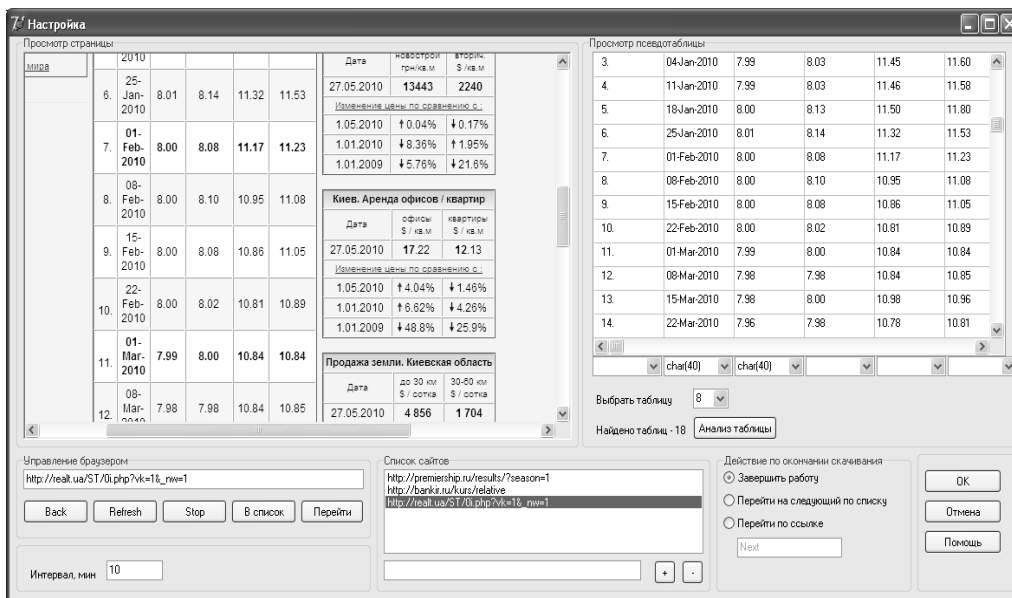 Настройка
Просмотр страницы
мира
2010
6. 25-Jan-2010 8.01 8.14 11.32 11.53
7. 01-Feb-2010 8.00 8.08 11.17 11.23
8. 08-Feb-2010 8.00 8.10 10.95 11.08
9. 15-Feb-2010 8.00 8.08 10.86 11.05
10. 22-Feb-2010 8.00 8.02 10.81 10.89
11. 01-Mar-2010 7.99 8.00 10.84 10.84
12. 08-Mar-2010 7.98 7.98 10.84 10.85
Дата новострой грн/кв.м вторич. $ /кв.м
27.05.2010 13443 2240
Изменение цены по сравнению с :
1.05.2010 ↑0.04% ↓0.17%
1.01.2010 ↓8.36% ↑1.95%
1.01.2009 ↓5.76% ↓21.6%
Киев. Аренда офисов / квартир
Дата офисы $ / кв.м квартиры $ / кв.м
27.05.2010 17.22 12.13
Изменение цены по сравнению с :
1.05.2010 ↑4.04% ↓1.46%
1.01.2010 ↑6.62% ↓4.26%
1.01.2009 ↓48.8% ↓25.9%
Продажа земли. Киевская область
Дата до 30 км $ / сотка 30-60 км $ / сотка
27.05.2010 4 856 1 704
Просмотр псевдотаблицы
3. 04-Jan-2010 7.99 8.03 11.45 11.60
4. 11-Jan-2010 7.99 8.03 11.46 11.58
5. 18-Jan-2010 8.00 8.13 11.50 11.80
6. 25-Jan-2010 8.01 8.14 11.32 11.53
7. 01-Feb-2010 8.00 8.08 11.17 11.23
8. 08-Feb-2010 8.00 8.10 10.95 11.08
9. 15-Feb-2010 8.00 8.08 10.86 11.05
10. 22-Feb-2010 8.00 8.02 10.81 10.89
11. 01-Mar-2010 7.99 8.00 10.84 10.84
12. 08-Mar-2010 7.98 7.98 10.84 10.85
13. 15-Mar-2010 7.98 8.00 10.98 10.96
14. 22-Mar-2010 7.96 7.98 10.78 10.81
char(40) char(40)
Выбрать таблицу 8
Найдено таблиц - 18 Анализ таблицы
Управление браузером
http://realt.ua/ST/0i.php?vk=1&_nw=1
Back Refresh Stop В список Перейти
Интервал, мин 10
Список сайтов
http://premiership.ru/results/?season=1
http://bankir.ru/kurs/relative
http://realt.ua/ST/0i.php?vk=1&_nw=1
+ -
Действие по окончании скачивания
Завершить работу
Перейти на следующий по списку
Перейти по ссылке
Next
OK
Отмена
Помощь